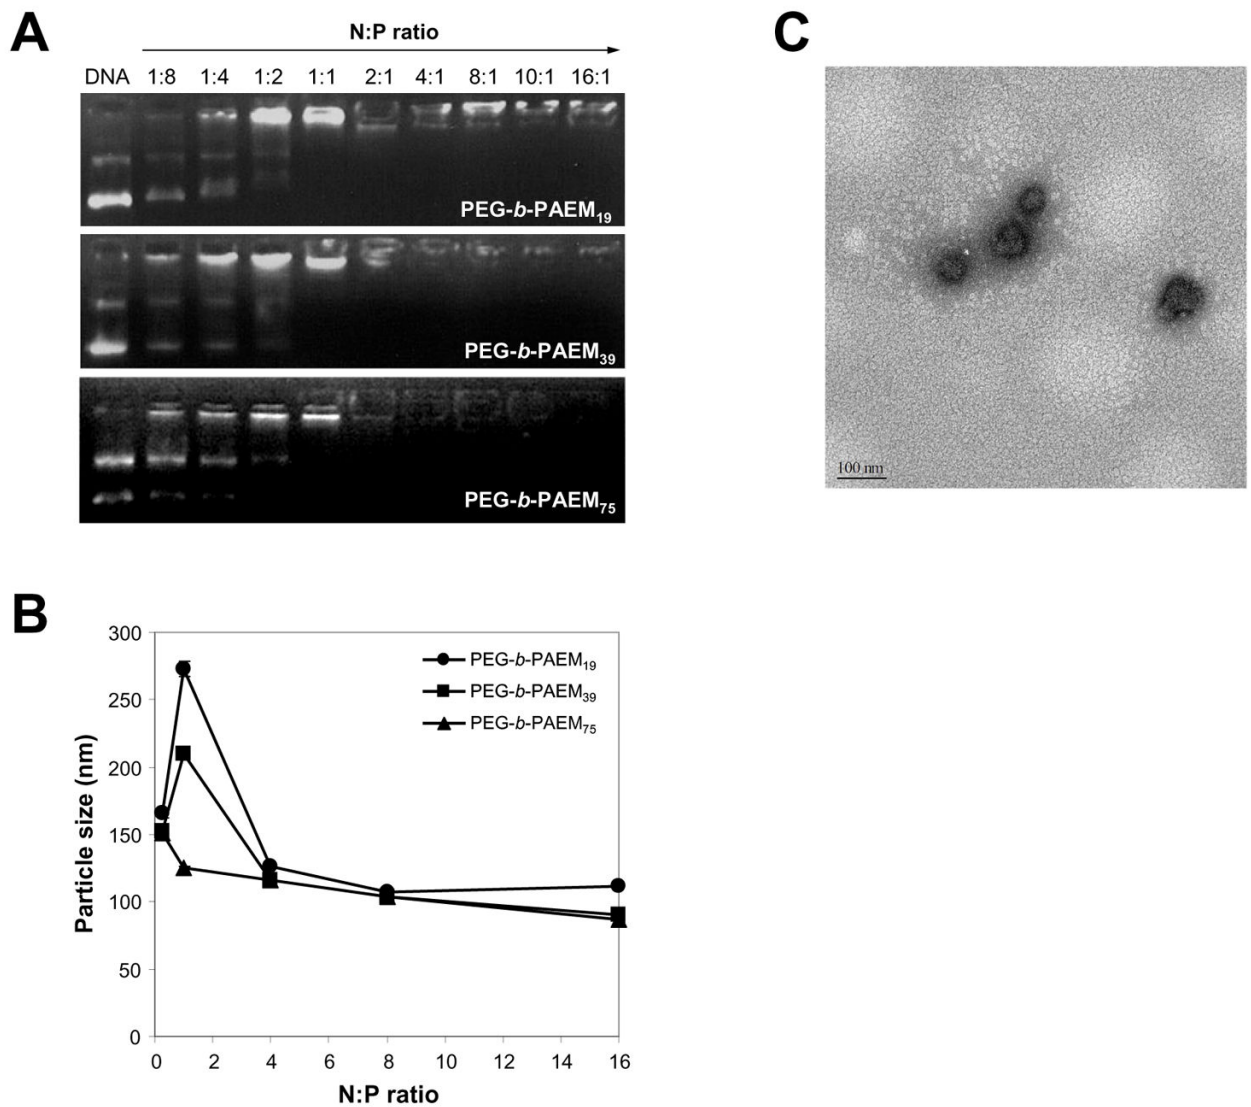 A
N:P ratio
DNA 1:8 1:4 1:2 1:1 2:1 4:1 8:1 10:1 16:1
PEG-b-PAEM19
PEG-b-PAEM39
PEG-b-PAEM75
C
100 nm
B
300
250
200
150
100
50
0
Particle size (nm)
PEG-b-PAEM19
PEG-b-PAEM39
PEG-b-PAEM75
0 2 4 6 8 10 12 14 16
N:P ratio